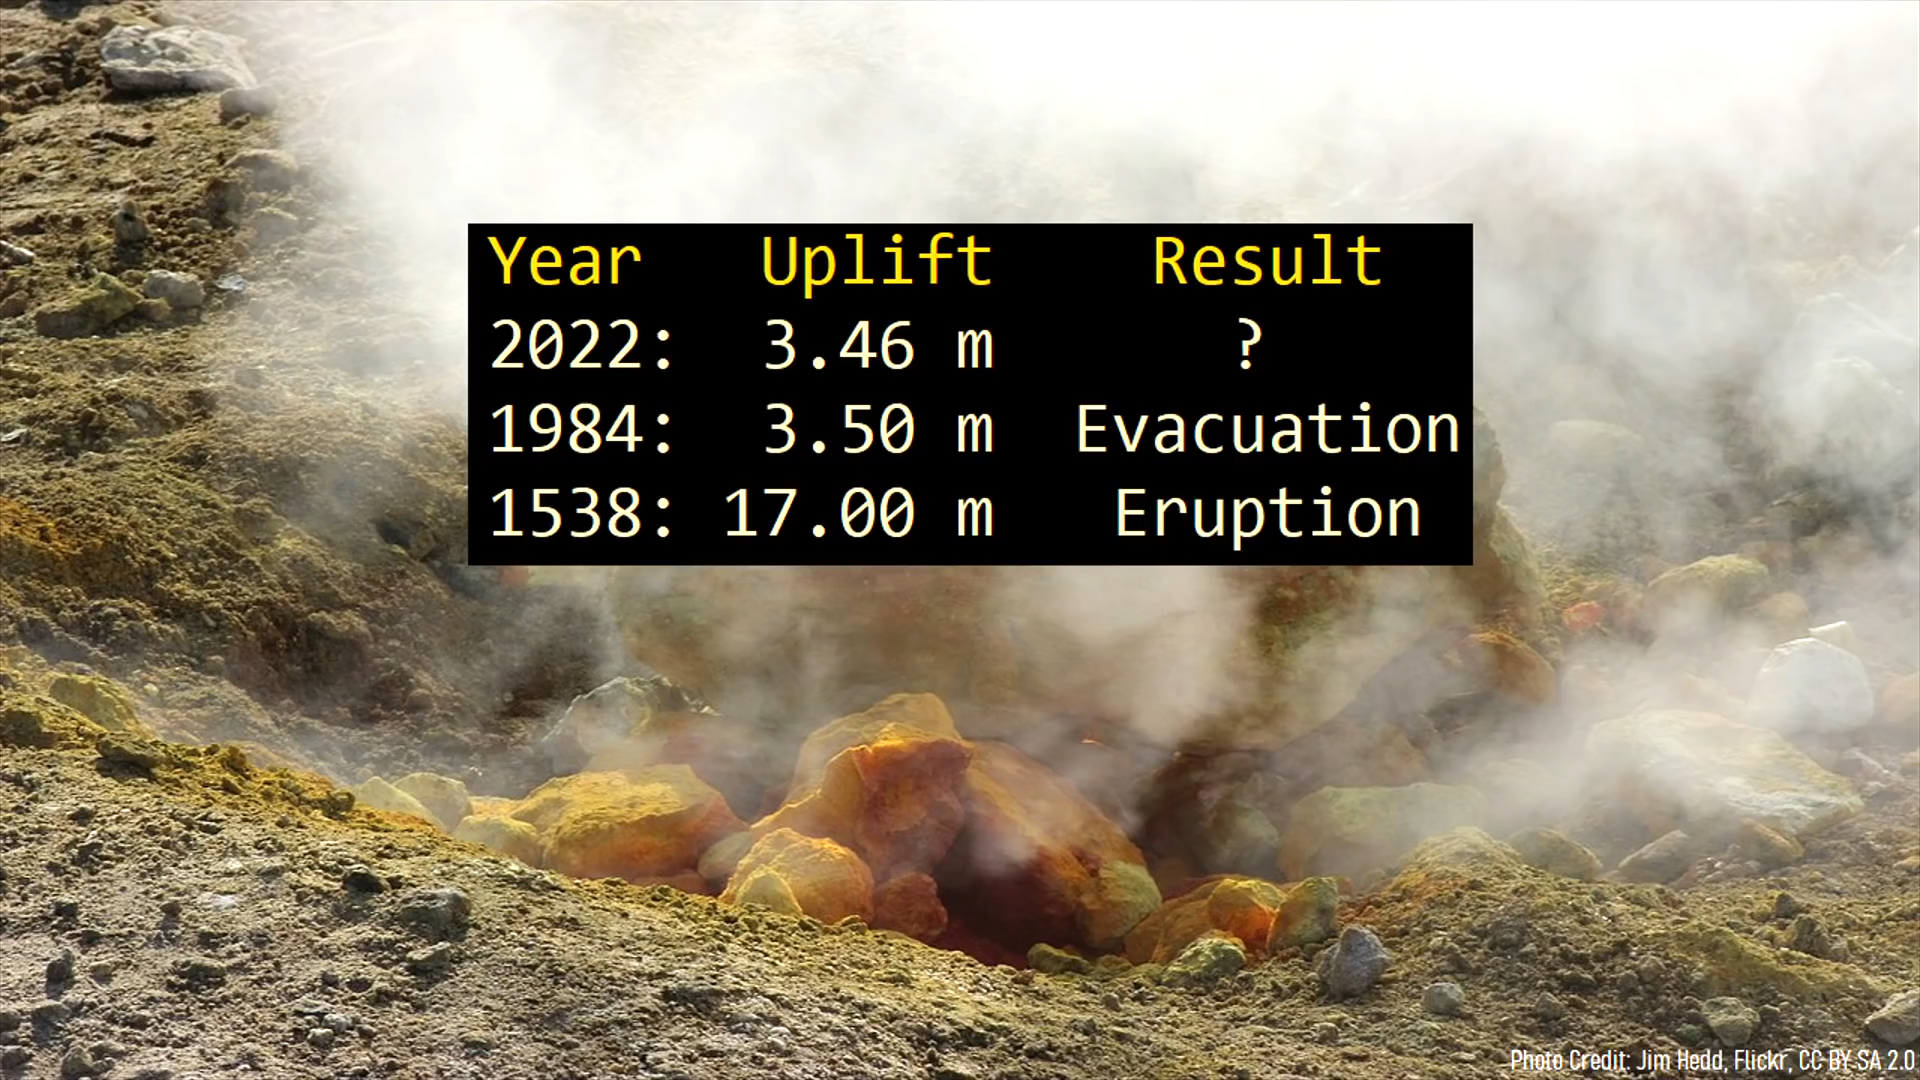 Year Uplift Result
2022: 3.46 m ?
1984: 3.50 m Evacuation
1538: 17.00 m Eruption
Photo Credit: Jim Hedd, Flickr, CC BY SA 2.0